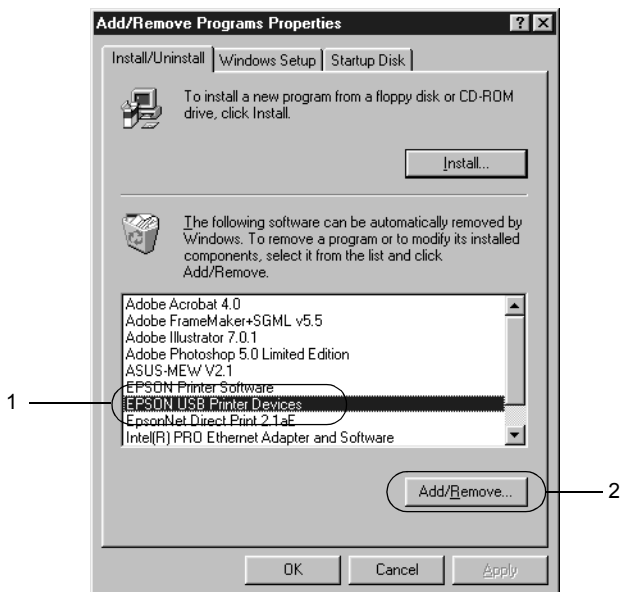 Add/Remove Programs Properties
Install/Uninstall Windows Setup Startup Disk
To install a new program from a floppy disk or CD-ROM
drive, click Install.
Install...
The following software can be automatically removed by
Windows. To remove a program or to modify its installed
components, select it from the list and click
Add/Remove.
Adobe Acrobat 4.0
Adobe FrameMaker+SGML v5.5
Adobe Illustrator 7.0.1
Adobe Photoshop 5.0 Limited Edition
ASUS-MEW V2.1
EPSON Printer Software
1 EPSON USB Printer Devices
EpsonNet Direct Print 2.1aE
Intel(R) PRO Ethernet Adapter and Software
Add/Remove... 2
OK Cancel Apply